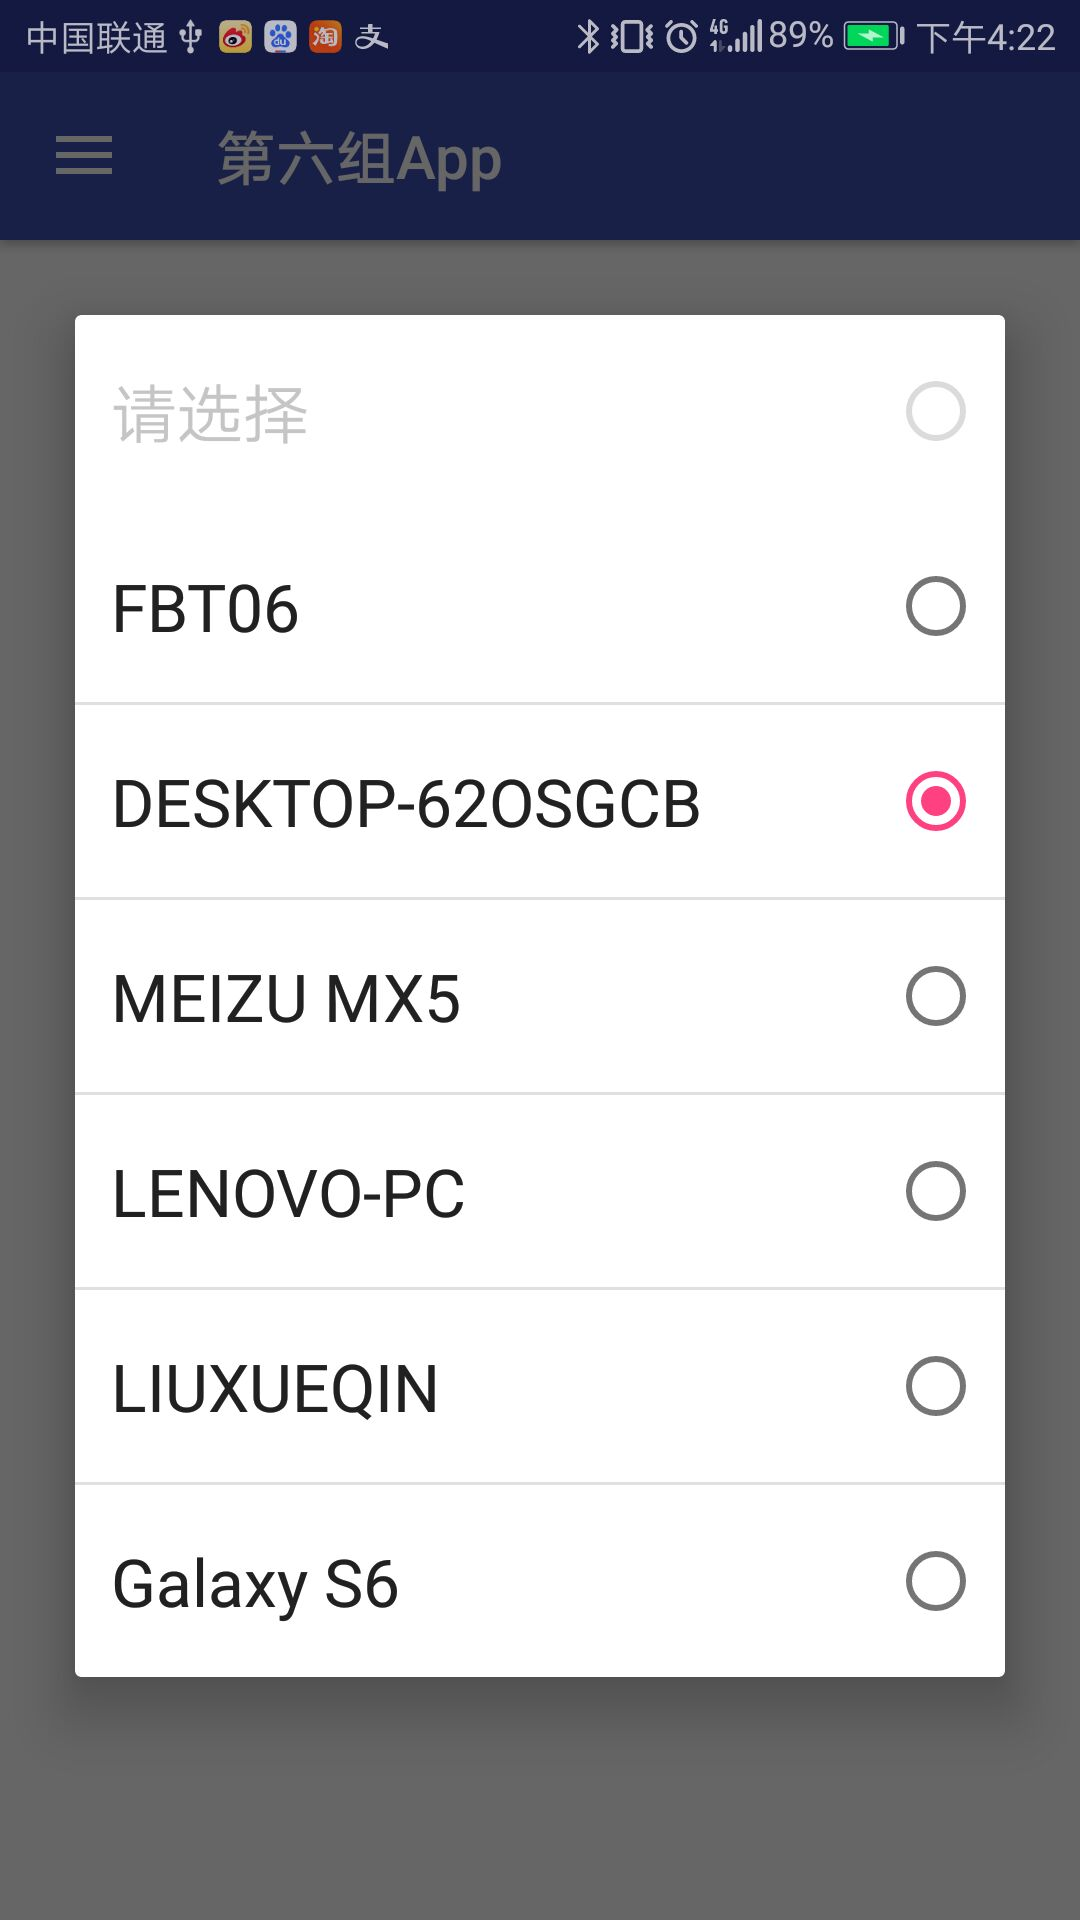 中国联通 89% 下午4:22
第六组App
请选择
FBT06
DESKTOP-62OSGCB
MEIZU MX5
LENOVO-PC
LIUXUEQIN
Galaxy S6